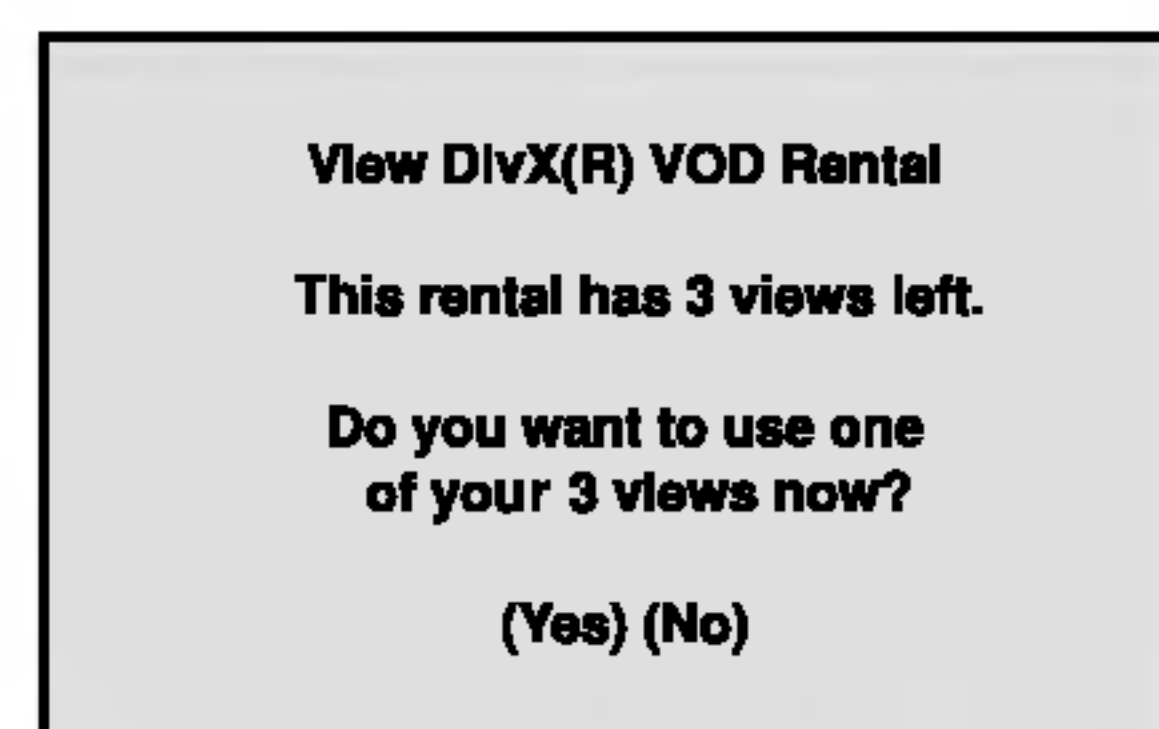 View DivX(R) VOD Rental
This rental has 3 views left.
Do you want to use one
of your 3 views now?
(Yes) (No)